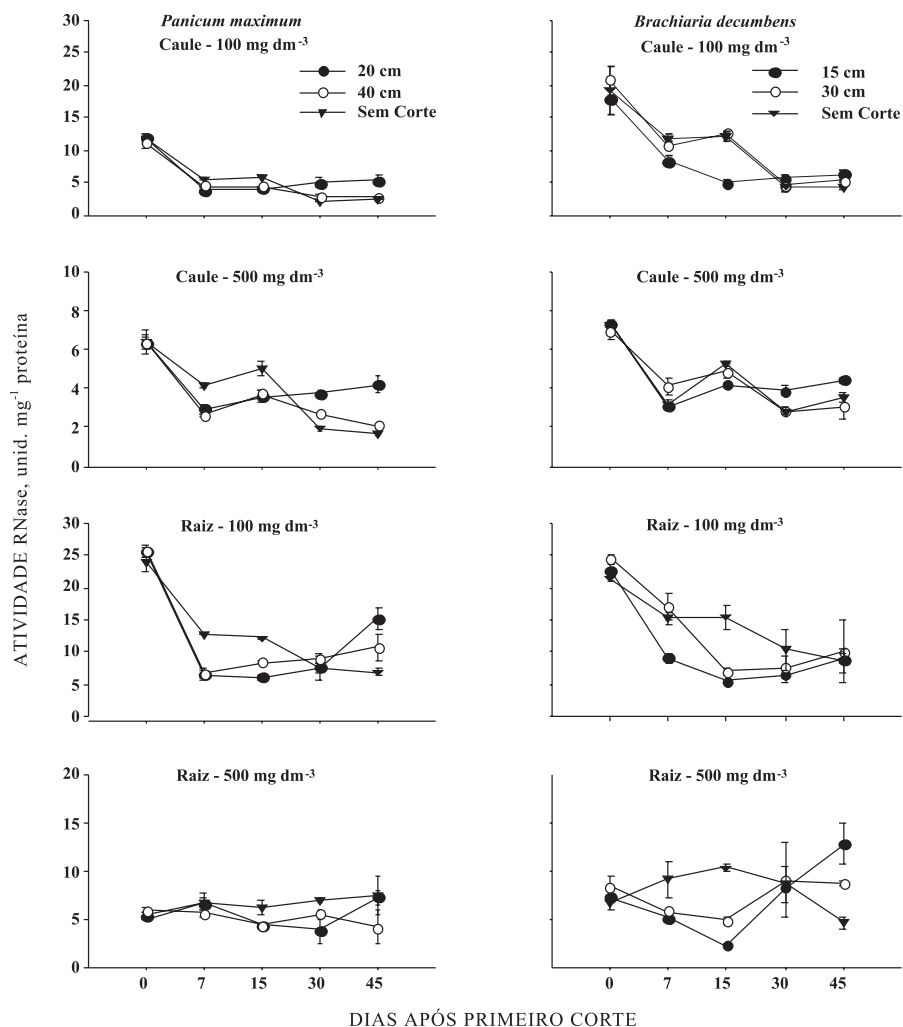 Panicum maximum
Caule - 100 mg dm-3
20 cm
40 cm
Sem Corte
30
25
20
15
10
5
0
Brachiaria decumbens
Caule - 100 mg dm-3
15 cm
30 cm
Sem Corte
Caule - 500 mg dm-3
10
8
6
4
2
0
Caule - 500 mg dm-3
ATIVIDADE RNase, unid. mg-1 proteína
Raiz - 100 mg dm-3
30
25
20
15
10
5
0
Raiz - 100 mg dm-3
Raiz - 500 mg dm-3
20
15
10
5
0
0 7 15 30 45
Raiz - 500 mg dm-3
0 7 15 30 45
DIAS APÓS PRIMEIRO CORTE